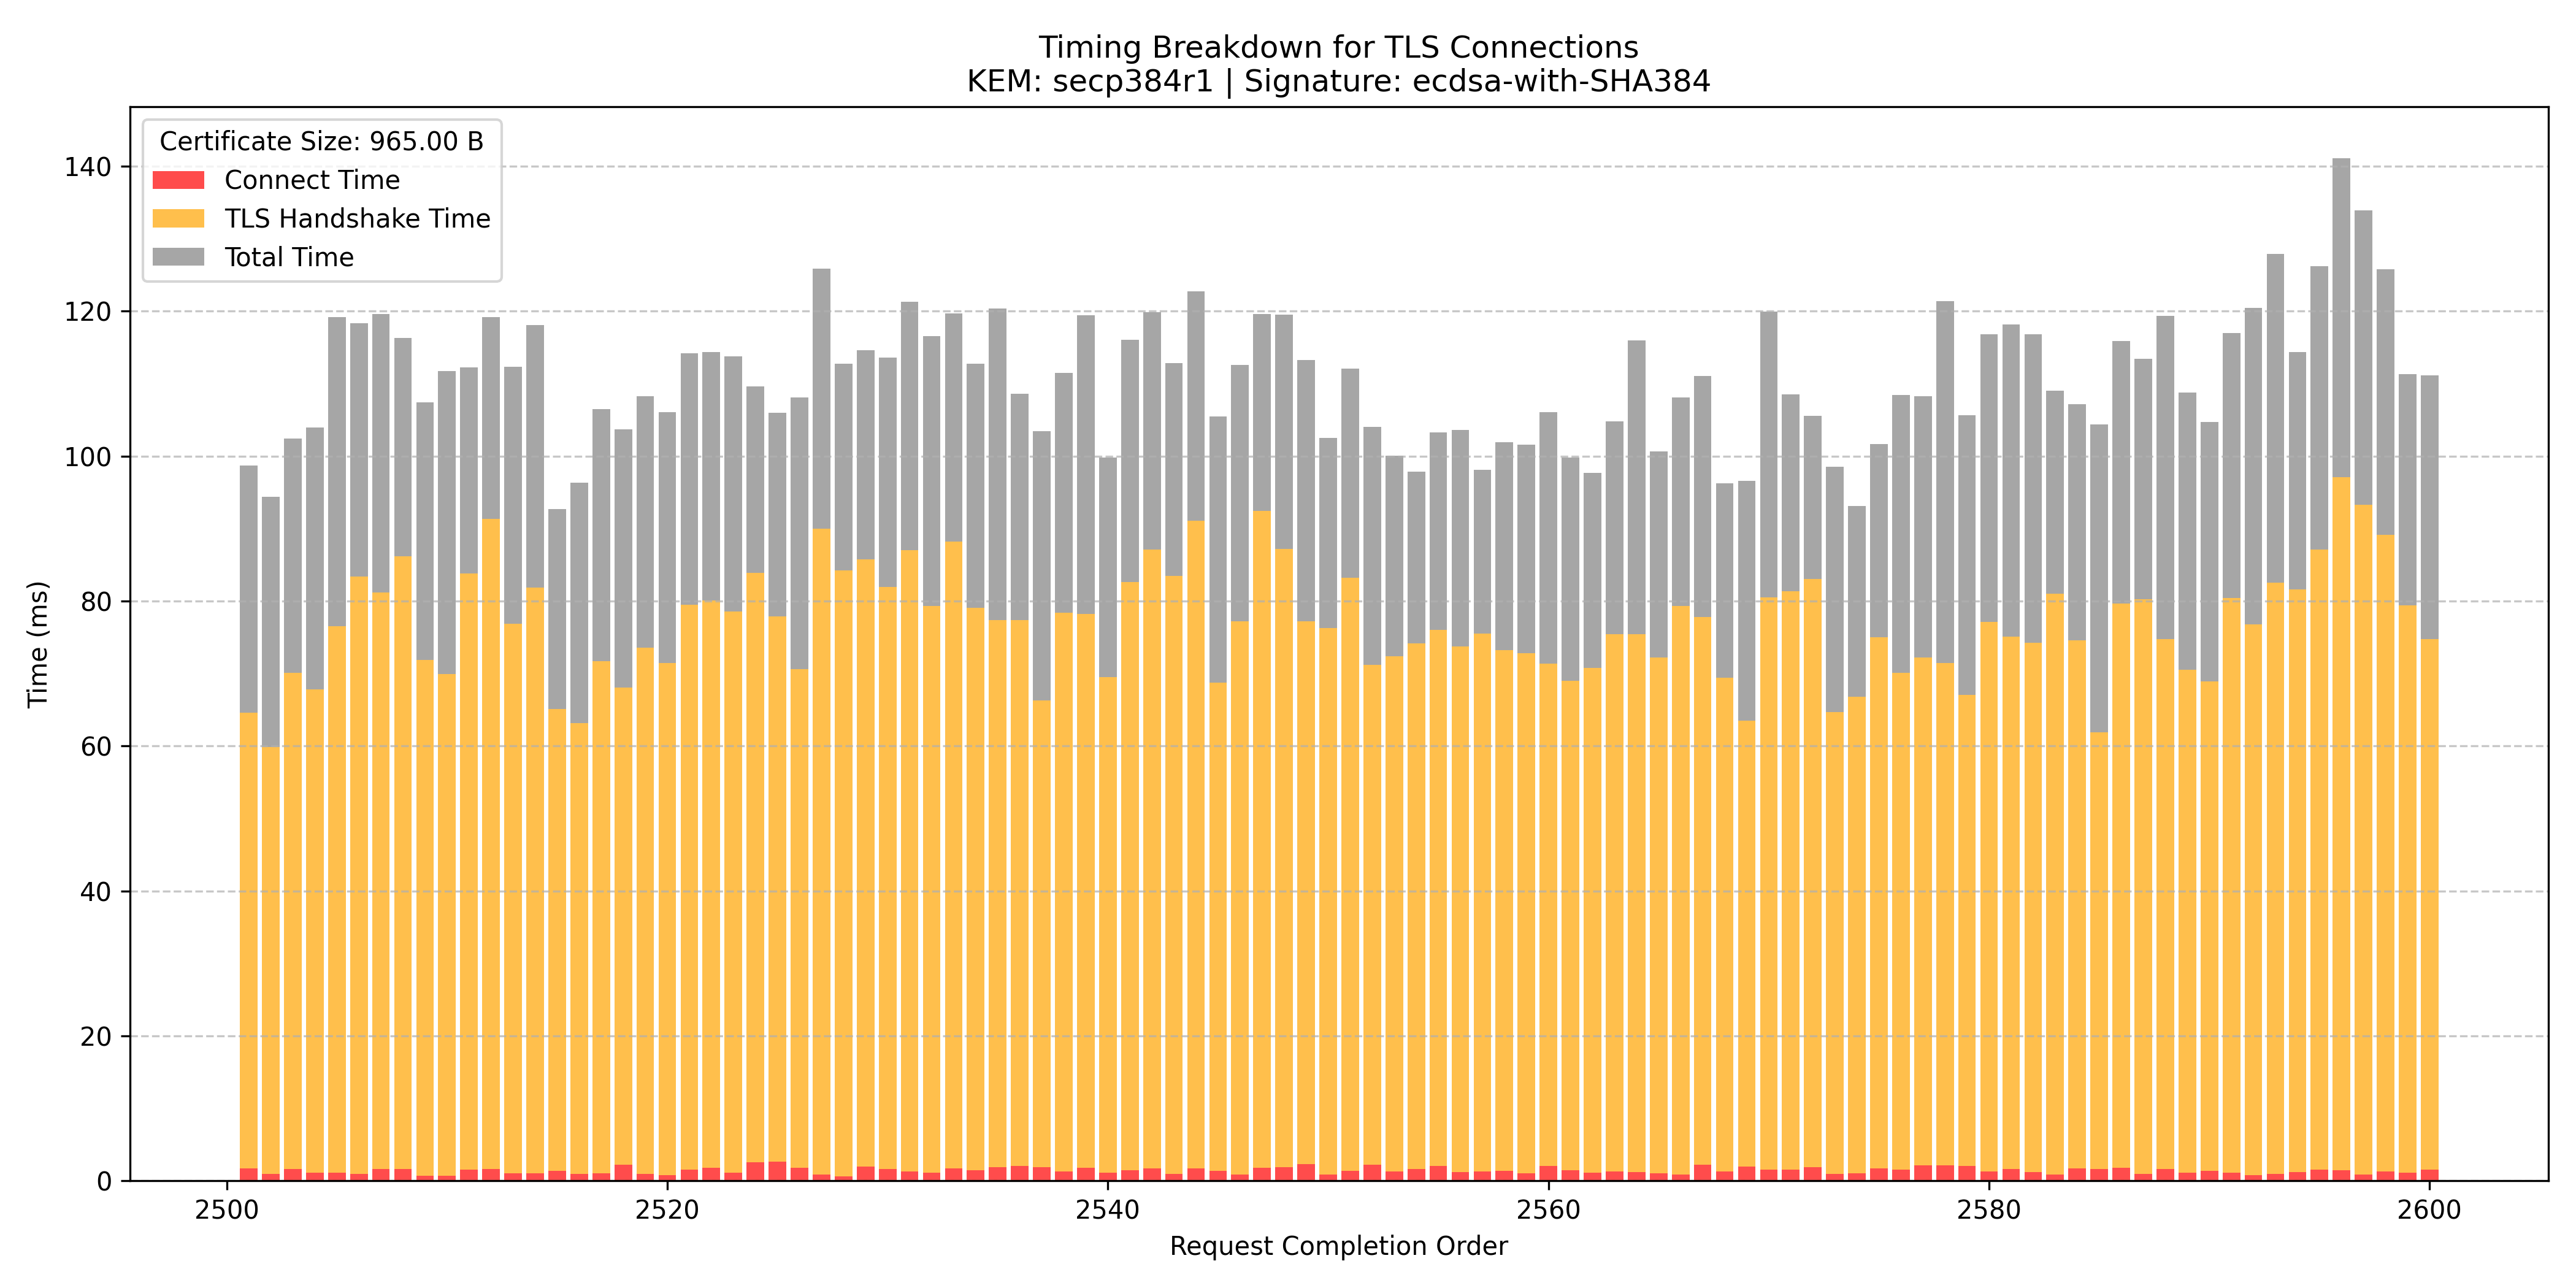 Timing Breakdown for TLS Connections
KEM: secp384r1 | Signature: ecdsa-with-SHA384
Certificate Size: 965.00 B
Connect Time
TLS Handshake Time
Total Time
Time (ms)
140
120
100
80
60
40
20
0
2500 2520 2540 2560 2580 2600
Request Completion Order